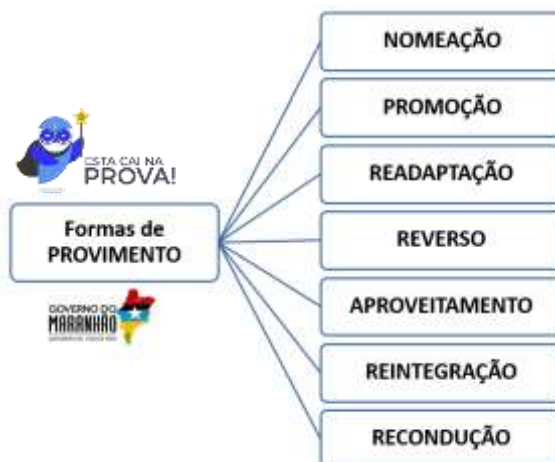 NOMEAÇÃO
PROMOÇÃO
ESTA CAI NA
PROVA!
READAPTAÇÃO
Formas de
PROVIMENTO
REVERSO
APROVEITAMENTO
GOVERNO DO
MARANHÃO
REINTEGRAÇÃO
RECONDUÇÃO